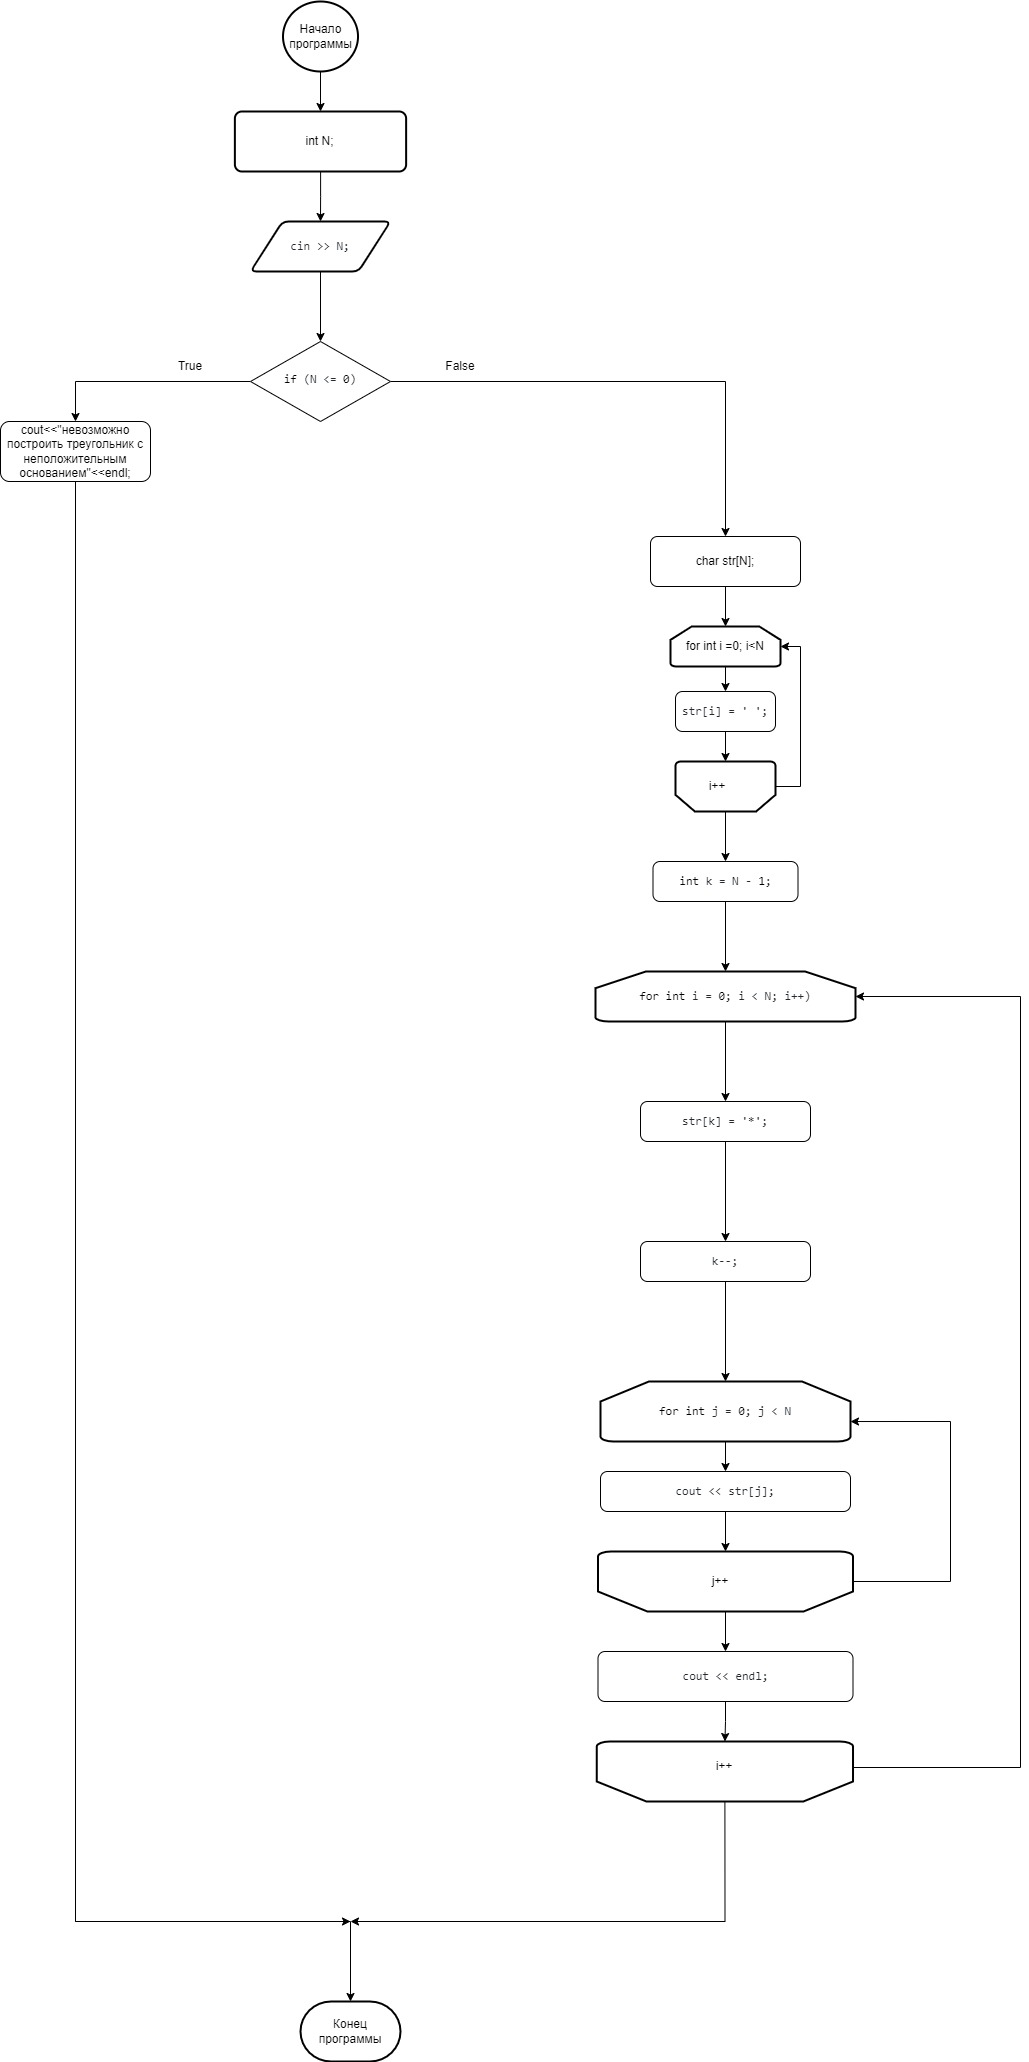 Начало
программы
int N;
cin >> N;
if (N <= 0)
True
False
cout<<"невозможно
построить треугольник с
неположительным
основанием"<<endl;
char str[N];
for int i =0; i<N
str[i] = ' ';
i++
int k = N - 1;
for int i = 0; i < N; i++)
str[k] = '*';
k--;
for int j = 0; j < N
cout << str[j];
j++
cout << endl;
i++
Конец
программы